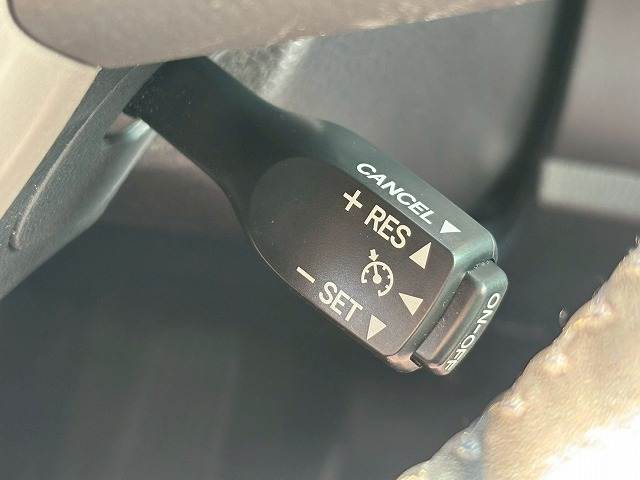 CANCEL ▼
+ RES ▲
- SET ▼
ON-OFF